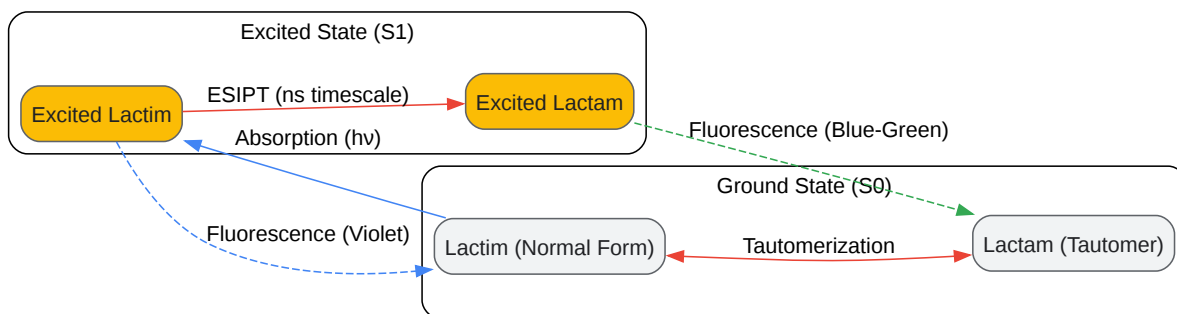 Excited State (S1)
Excited Lactim
ESIPT (ns timescale)
Excited Lactam
Absorption (hν)
Fluorescence (Blue-Green)
Ground State (S0)
Fluorescence (Violet)
Lactim (Normal Form)
Tautomerization
Lactam (Tautomer)